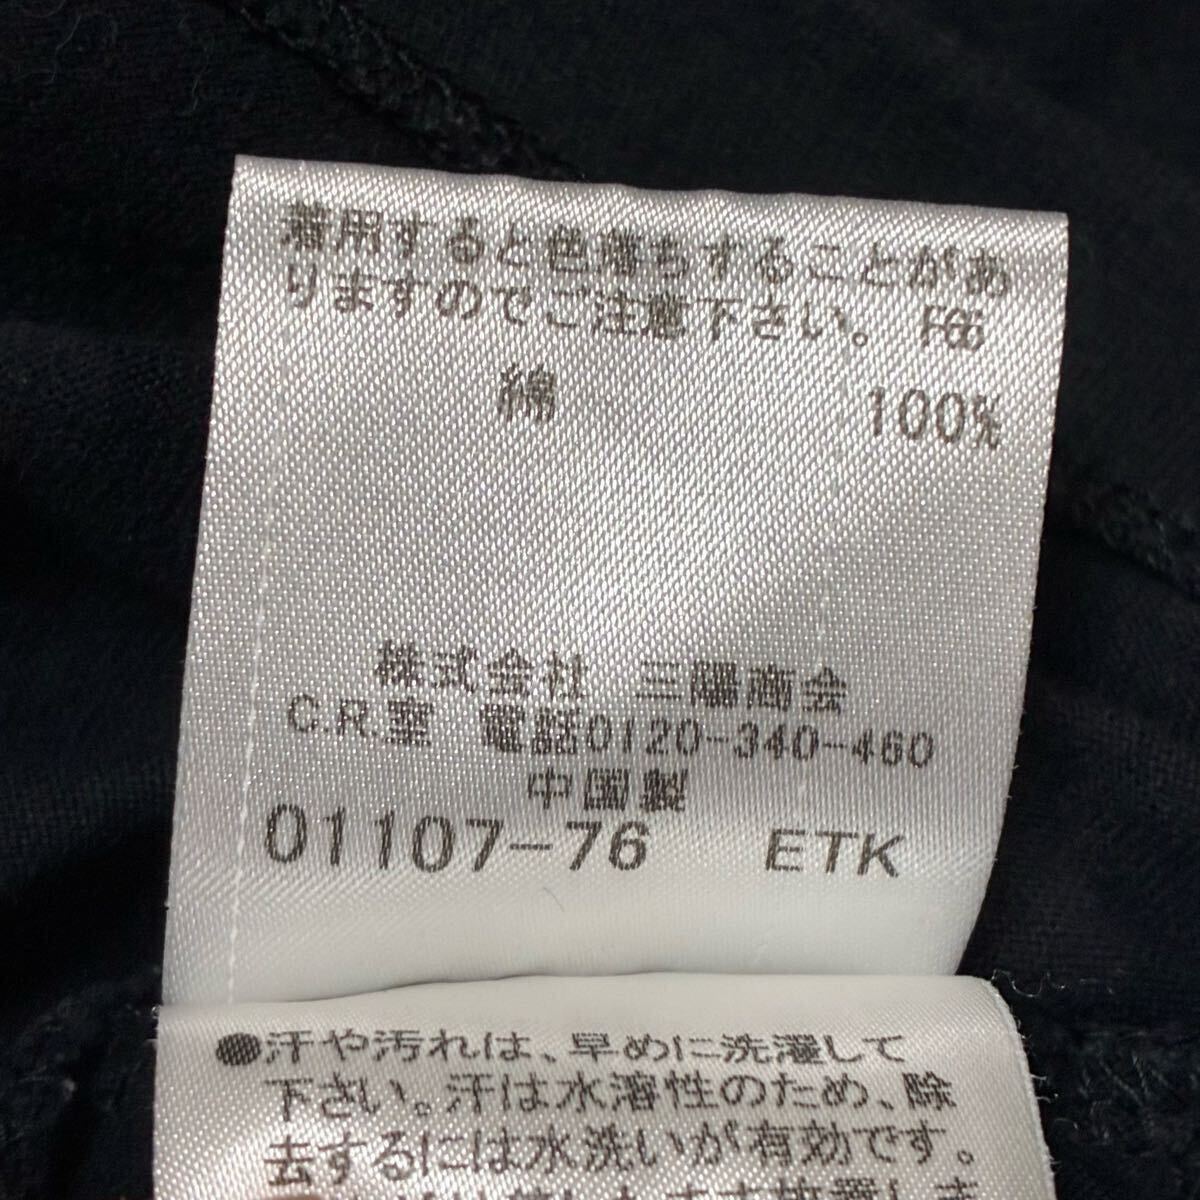 着用すると色落ちすることがあ
りますのでご注意下さい。 F66
綿 100%
株式会社 三陽商会
C.R.室 電話0120-340-460
中国製
01107-76 ETK
●汗や汚れは、早めに洗濯して
下さい。汗は水溶性のため、除
去するには水洗いが有効です。